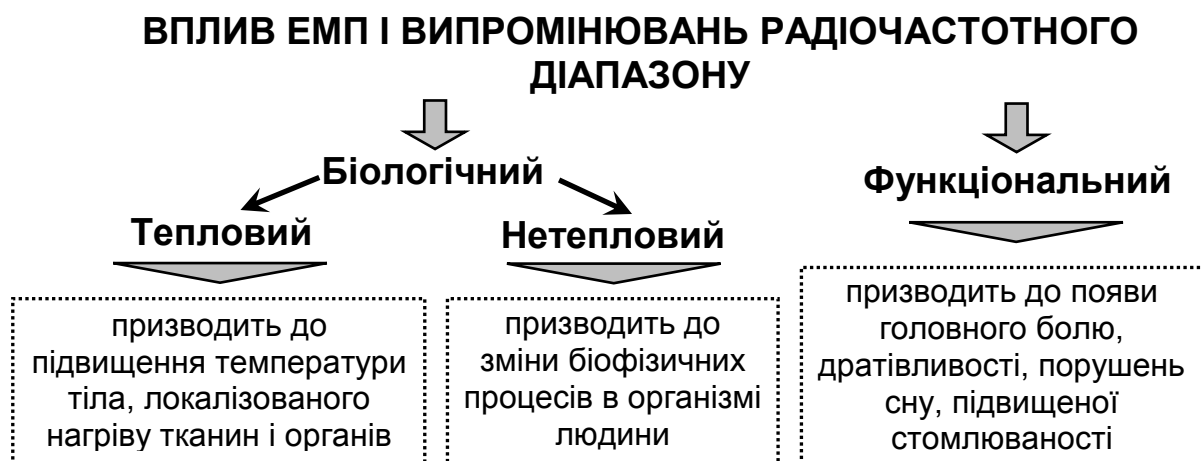 ВПЛИВ ЕМП І ВИПРОМІНЮВАНЬ РАДІОЧАСТОТНОГО
ДІАПАЗОНУ
Біологічний
Функціональний
Тепловий
Нетепловий
призводить до
підвищення температури
тіла, локалізованого
нагріву тканин і органів
призводить до
зміни біофізичних
процесів в організмі
людини
призводить до появи
головного болю,
дратівливості, порушень
сну, підвищеної
стомлюваності